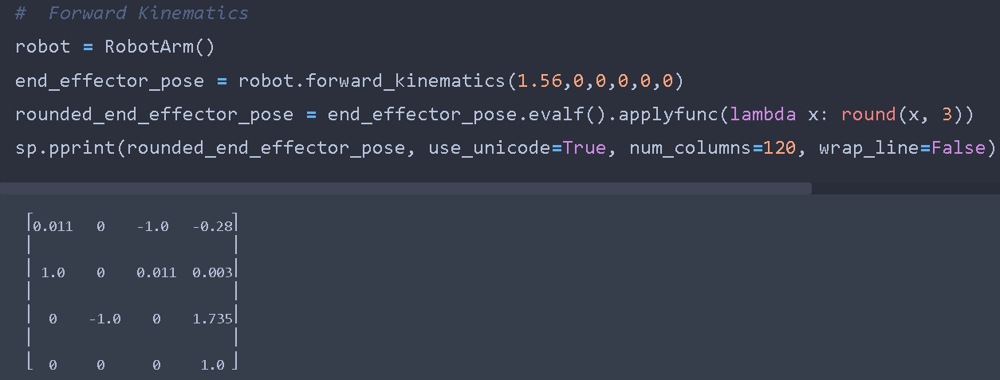 #  Forward Kinematics
robot = RobotArm()
end_effector_pose = robot.forward_kinematics(1.56,0,0,0,0,0)
rounded_end_effector_pose = end_effector_pose.evalf().applyfunc(lambda x: round(x, 3))
sp.pprint(rounded_end_effector_pose, use_unicode=True, num_columns=120, wrap_line=False)
⎡0.011   0    -1.0   -0.28⎤
⎢                         ⎥
⎢ 1.0    0    0.011  0.003⎥
⎢                         ⎥
⎢  0    -1.0    0    1.735⎥
⎢                         ⎥
⎣  0     0      0     1.0 ⎦